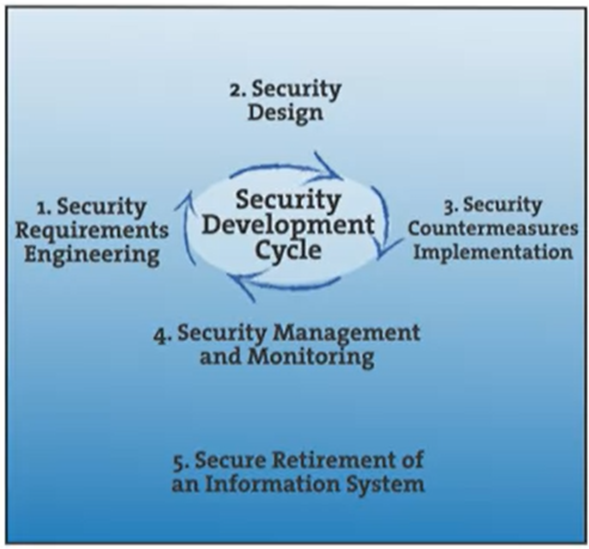 2. Security
Design
1. Security
Requirements
Engineering
Security
Development
Cycle
3. Security
Countermeasures
Implementation
4. Security Management
and Monitoring
5. Secure Retirement of
an Information System